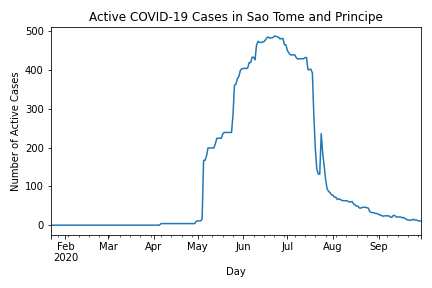 Active COVID-19 Cases in Sao Tome and Principe
Number of Active Cases
500
400
300
200
100
0
Feb Mar Apr May Jun Jul Aug Sep
2020
Day